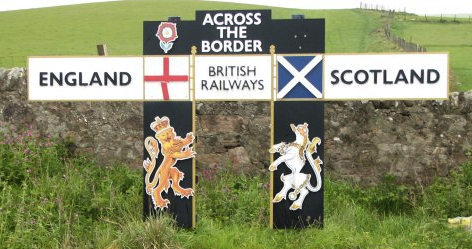 ACROSS
THE
BORDER
ENGLAND
BRITISH
RAILWAYS
SCOTLAND